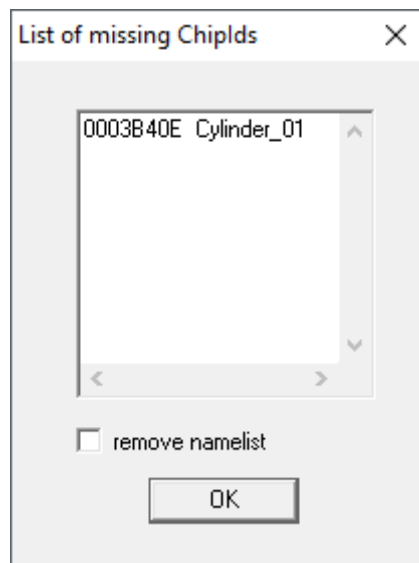 List of missing ChipIds
0003B40E Cylinder_01
remove namelist
OK